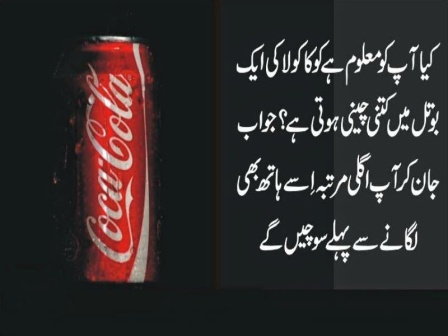 Coca-Cola
کیا آپ کو معلوم ہے کوکا کولا کی ایک
بوتل میں کتنی چینی ہوتی ہے؟ جواب
جان کر آپ اگلی مرتبہ اِسے ہاتھ بھی
لگانے سے پہلے سوچیں گے